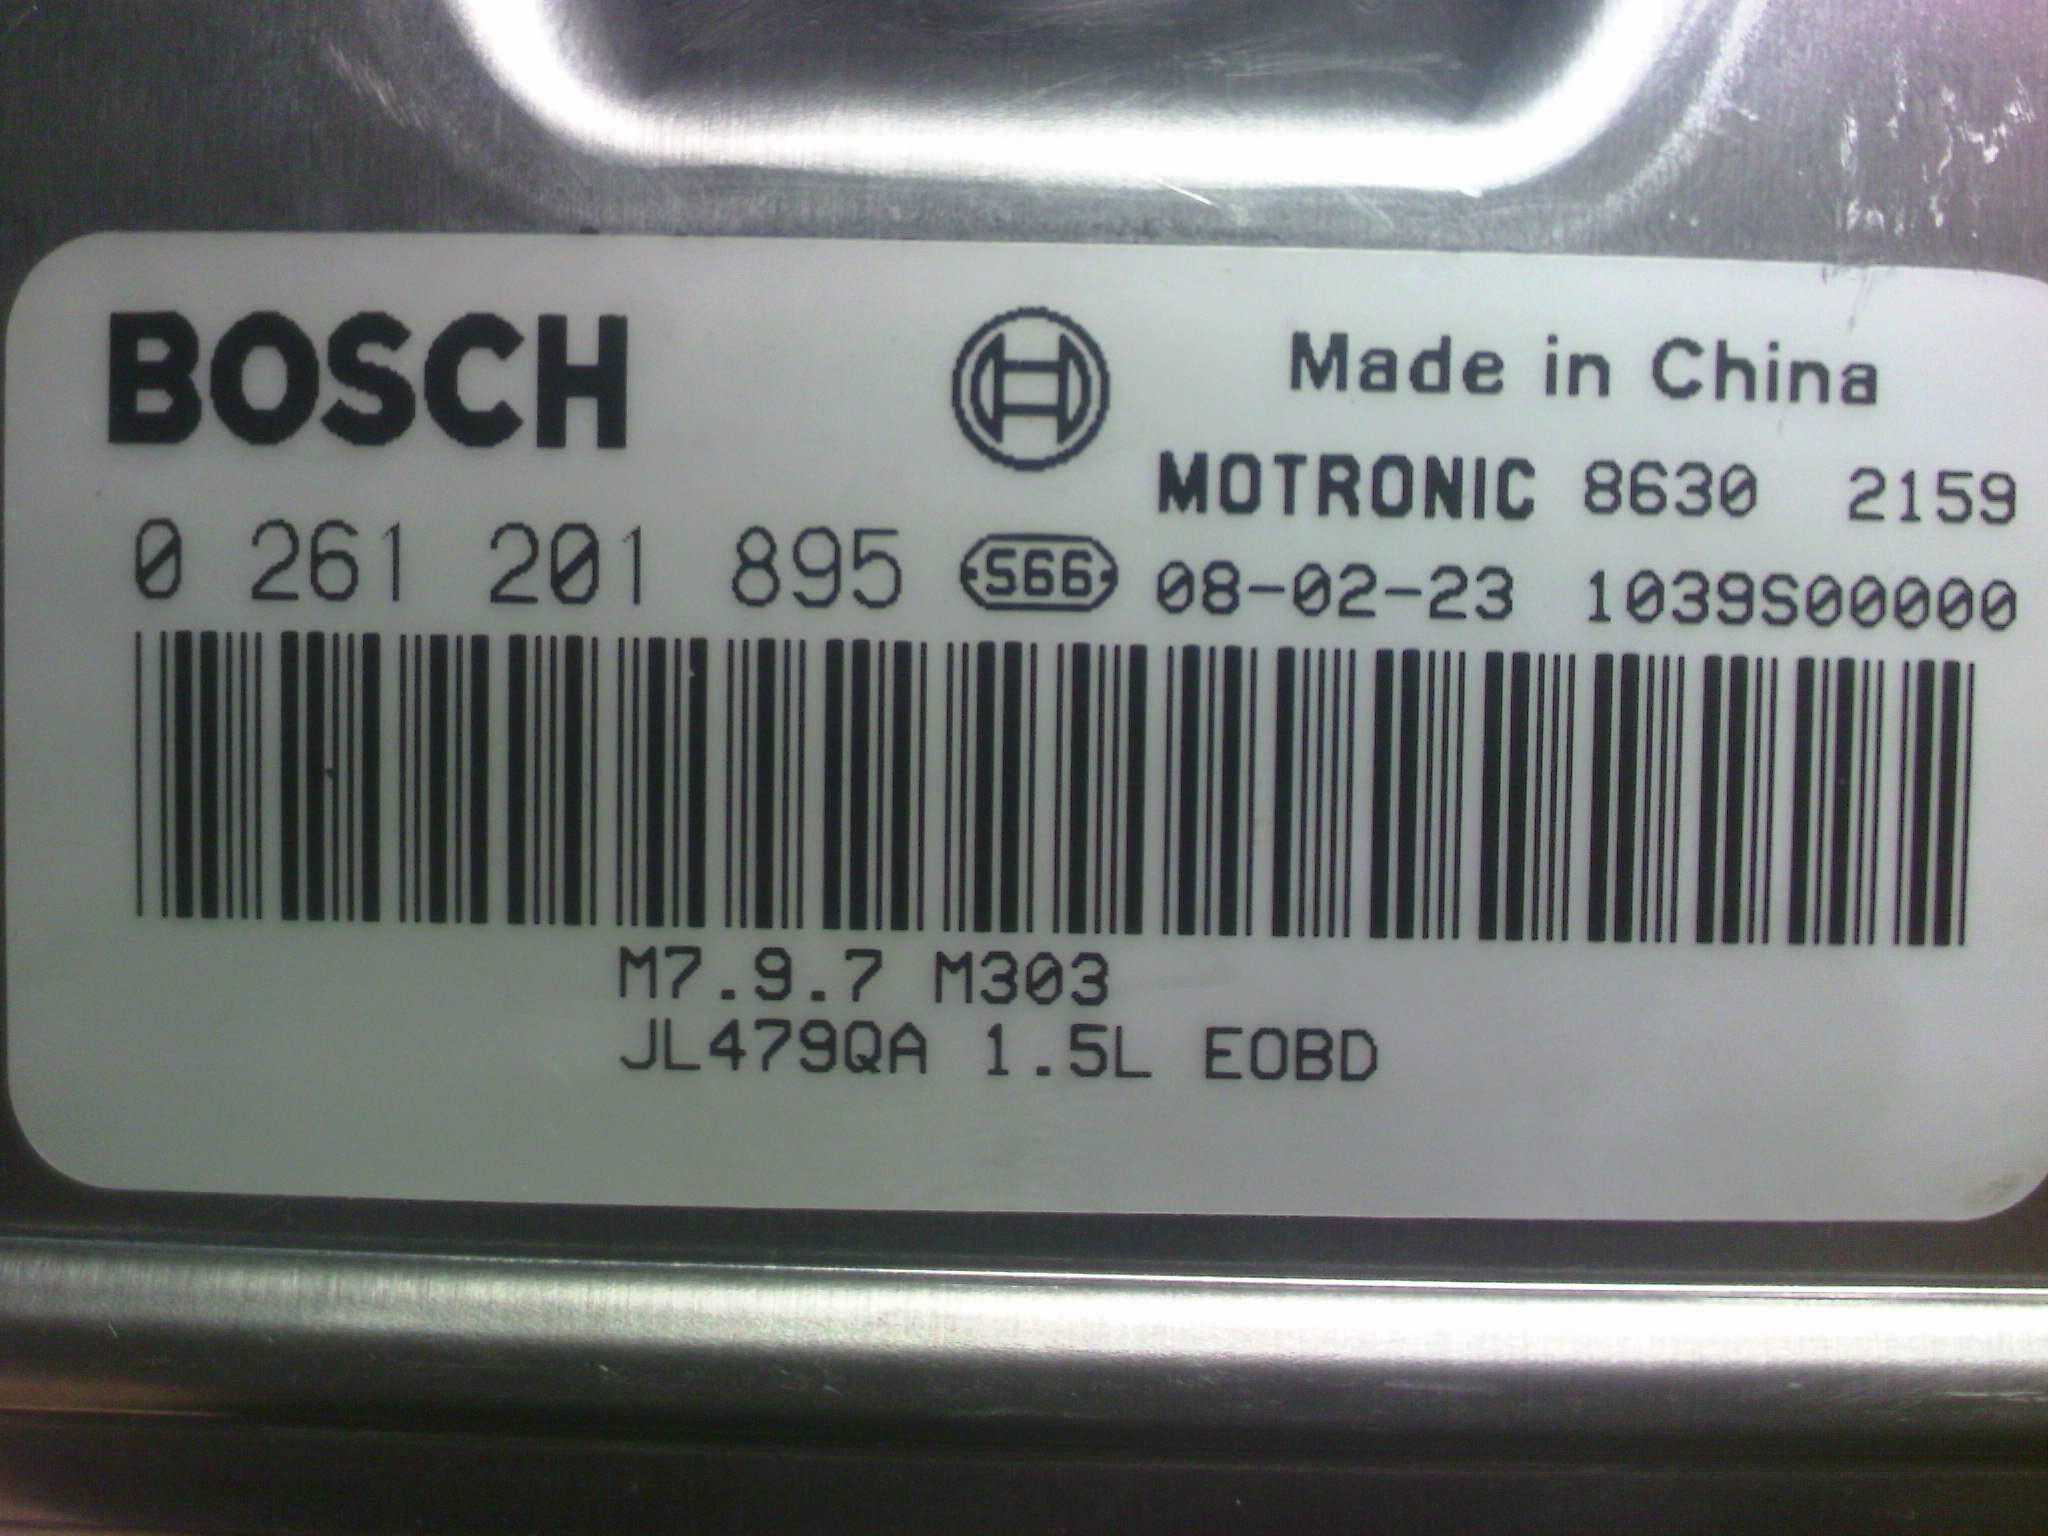 BOSCH
Made in China
MOTRONIC 8630 2159
0 261 201 895 S66 08-02-23 1039S00000
M7.9.7 M303
JL479QA 1.5L EOBD